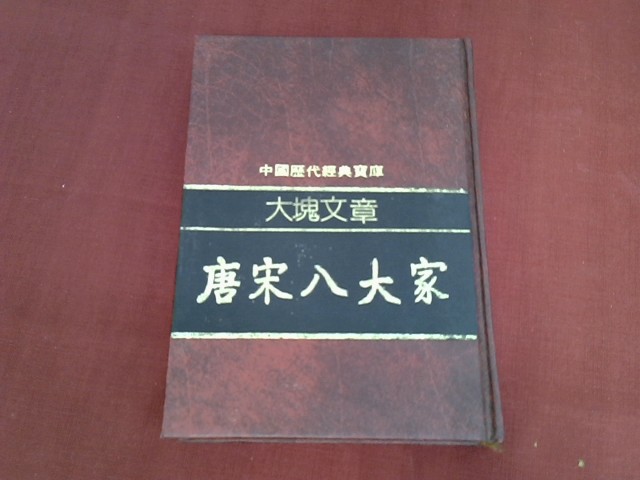 中國歷代經典寶庫
大塊文章
唐宋八大家